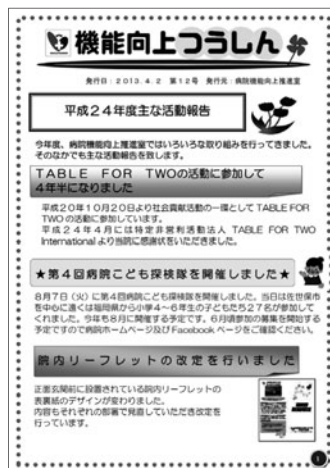 機能向上つうしん
発行日：2013.4.2 第12号 発行元：病院機能向上推進室
平成24年度主な活動報告
今年度、病院機能向上推進室ではいろいろな取り組みを行ってきました。
そのなかでも主な活動報告を致します。
TABLE FOR TWOの活動に参加して
4年半になりました
平成20年10月20日より社会貢献活動の一環として TABLE FOR
TWO の活動に参加しています。
平成24年4月には特定非営利活動法人 TABLE FOR TWO
International より当院に感謝状をいただきました。
★第4回病院こども探検隊を開催しました★
8月7日（火）に第4回病院こども探検隊を開催しました。当日は佐世保市
を中心に遠くは福岡県から小学4～6年生の子どもたち27名が参加して
くれました。今年も8月に開催する予定です。6月頃参加の募集を開始する
予定ですので病院ホームページ及び Facebook ページをご確認ください。
院内リーフレットの改定を行いました
正面玄関前に設置されている院内リーフレットの
表裏紙のデザインが変わりました。
内容もそれぞれの部署で見直していただき改定を
行っています。
1